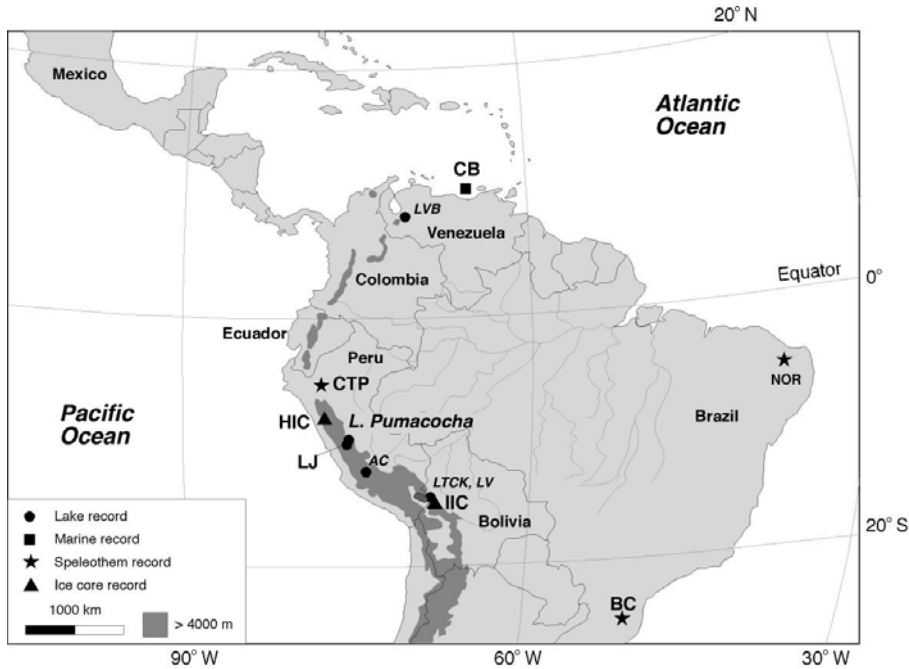 20° N
Mexico
Atlantic
Ocean
CB
LVB
Venezuela
Colombia
Equator
0°
Ecuador
Peru
CTP
NOR
Pacific
Ocean
HIC
L. Pumacocha
Brazil
LJ
AC
LTCK, LV
IIC
Bolivia
20° S
Lake record
Marine record
Speleothem record
Ice core record
1000 km
> 4000 m
BC
90° W
60° W
30° W